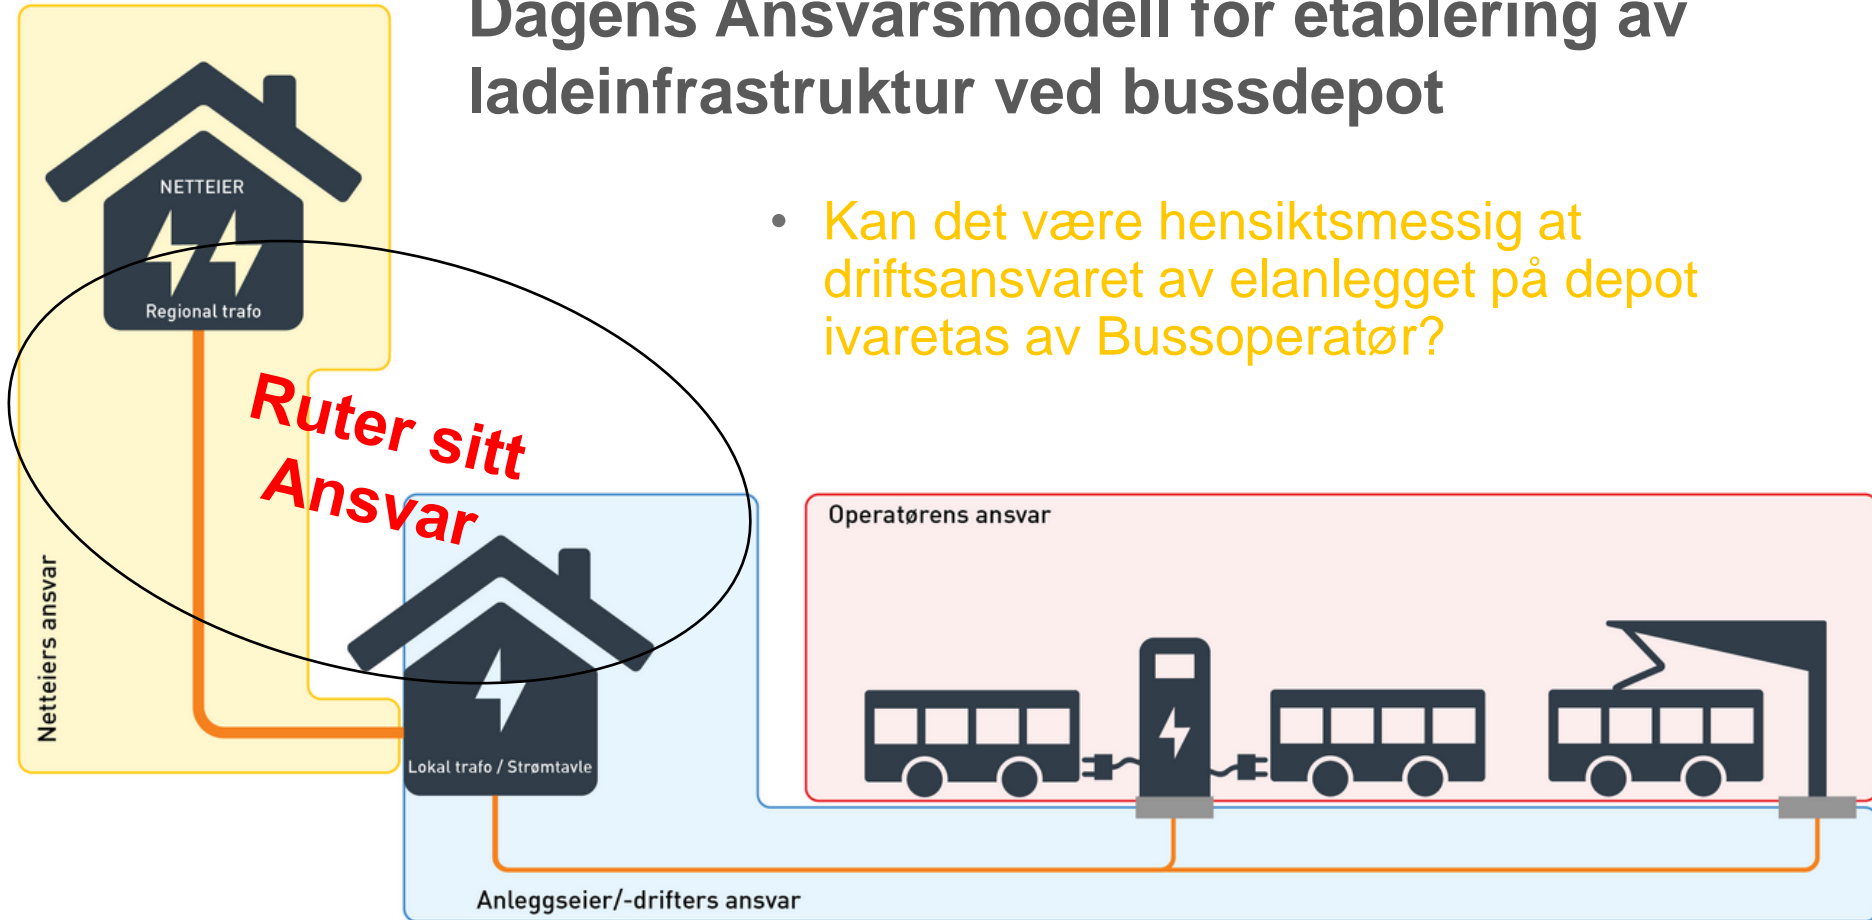 Dagens Ansvarsmodell for etablering av
ladeinfrastruktur ved bussdepot
• Kan det være hensiktsmessig at
driftsansvaret av elanlegget på depot
ivaretas av Bussoperatør?
NETTEIER
Regional trafo
Ruter sitt
Ansvar
Netteiers ansvar
Operatørens ansvar
Lokal trafo / Strømtavle
Anleggseier/-drifters ansvar